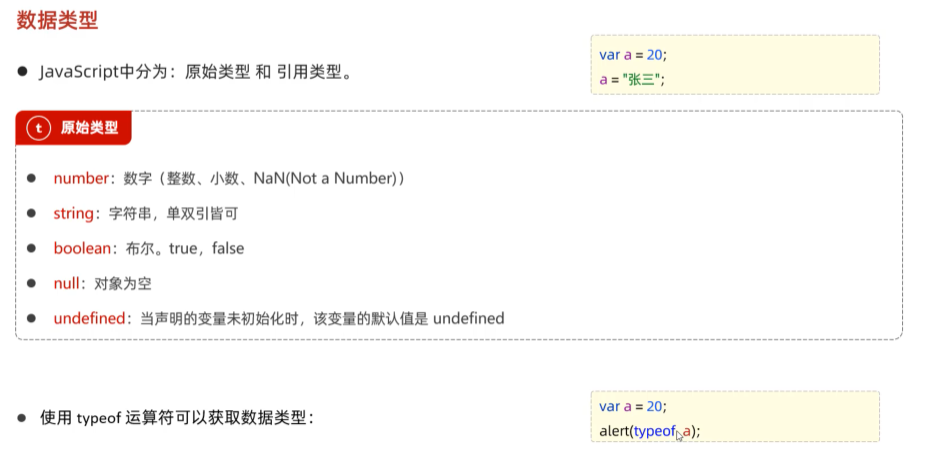 数据类型
JavaScript中分为：原始类型 和 引用类型。
var a = 20;
a = "张三";
t 原始类型
number：数字（整数、小数、NaN(Not a Number)）
string：字符串，单双引皆可
boolean：布尔。true，false
null：对象为空
undefined：当声明的变量未初始化时，该变量的默认值是 undefined
使用 typeof 运算符可以获取数据类型：
var a = 20;
alert(typeof a);